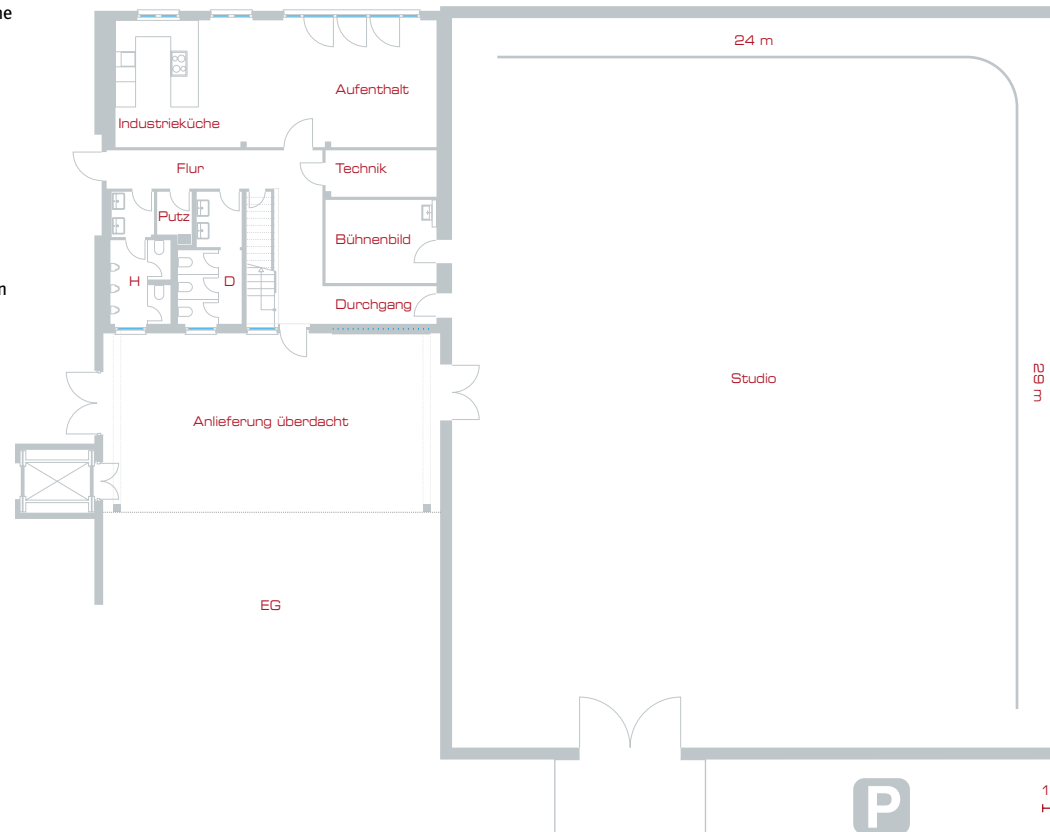 24 m
Aufenthalt
Industrieküche
Flur
Technik
Putz
Bühnenbild
H
D
Durchgang
Studio
29 m
Anlieferung überdacht
EG
P